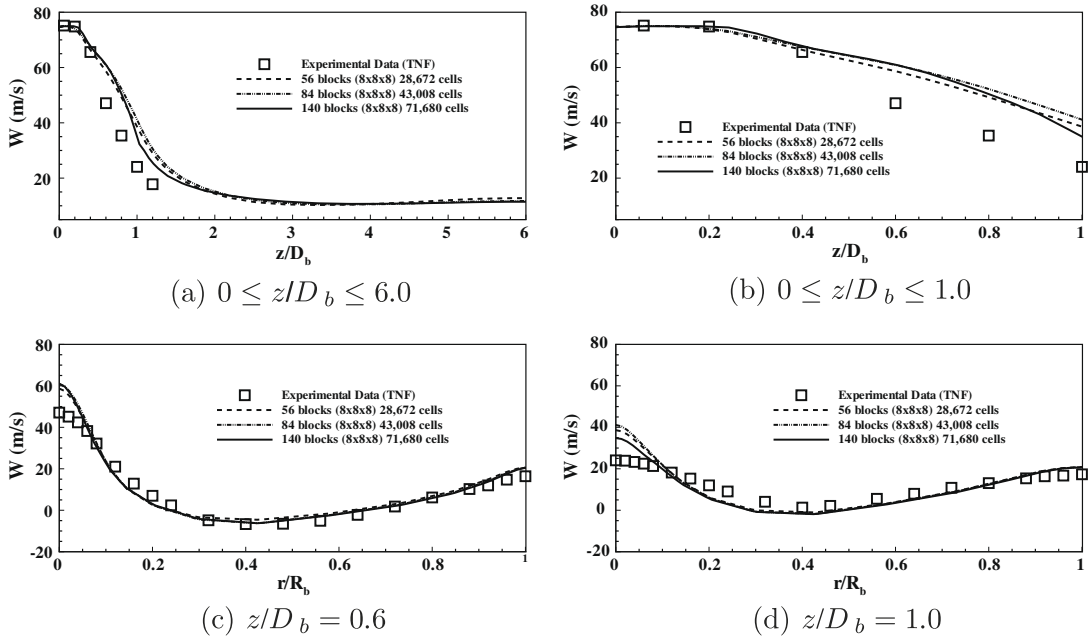 80
60
40
20
W (m/s)
Experimental Data (TNF)
56 blocks (8x8x8) 28,672 cells
84 blocks (8x8x8) 43,008 cells
140 blocks (8x8x8) 71,680 cells
0 1 2 3 4 5 6
z/D_b
(a) 0 ≤ z/D_b ≤ 6.0
80
60
40
20
W (m/s)
Experimental Data (TNF)
56 blocks (8x8x8) 28,672 cells
84 blocks (8x8x8) 43,008 cells
140 blocks (8x8x8) 71,680 cells
0 0.2 0.4 0.6 0.8 1
z/D_b
(b) 0 ≤ z/D_b ≤ 1.0
80
60
40
20
0
-20
W (m/s)
Experimental Data (TNF)
56 blocks (8x8x8) 28,672 cells
84 blocks (8x8x8) 43,008 cells
140 blocks (8x8x8) 71,680 cells
0 0.2 0.4 0.6 0.8 1
r/R_b
(c) z/D_b = 0.6
80
60
40
20
0
-20
W (m/s)
Experimental Data (TNF)
56 blocks (8x8x8) 28,672 cells
84 blocks (8x8x8) 43,008 cells
140 blocks (8x8x8) 71,680 cells
0 0.2 0.4 0.6 0.8 1
r/R_b
(d) z/D_b = 1.0